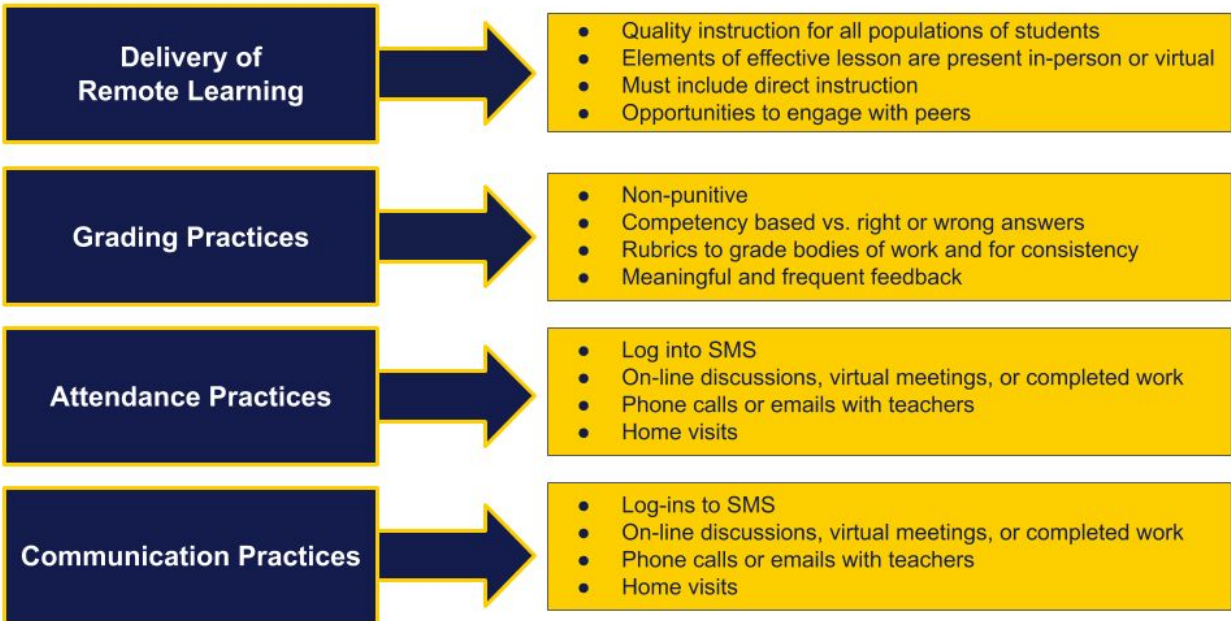 Delivery of
Remote Learning
● Quality instruction for all populations of students
● Elements of effective lesson are present in-person or virtual
● Must include direct instruction
● Opportunities to engage with peers
Grading Practices
● Non-punitive
● Competency based vs. right or wrong answers
● Rubrics to grade bodies of work and for consistency
● Meaningful and frequent feedback
Attendance Practices
● Log into SMS
● On-line discussions, virtual meetings, or completed work
● Phone calls or emails with teachers
● Home visits
Communication Practices
● Log-ins to SMS
● On-line discussions, virtual meetings, or completed work
● Phone calls or emails with teachers
● Home visits